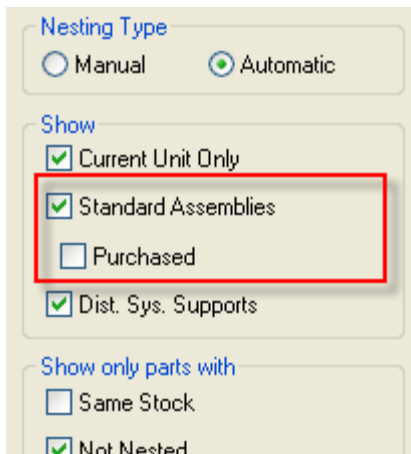 Nesting Type
Manual Automatic
Show
Current Unit Only
Standard Assemblies
Purchased
Dist. Sys. Supports
Show only parts with
Same Stock
Not Nested